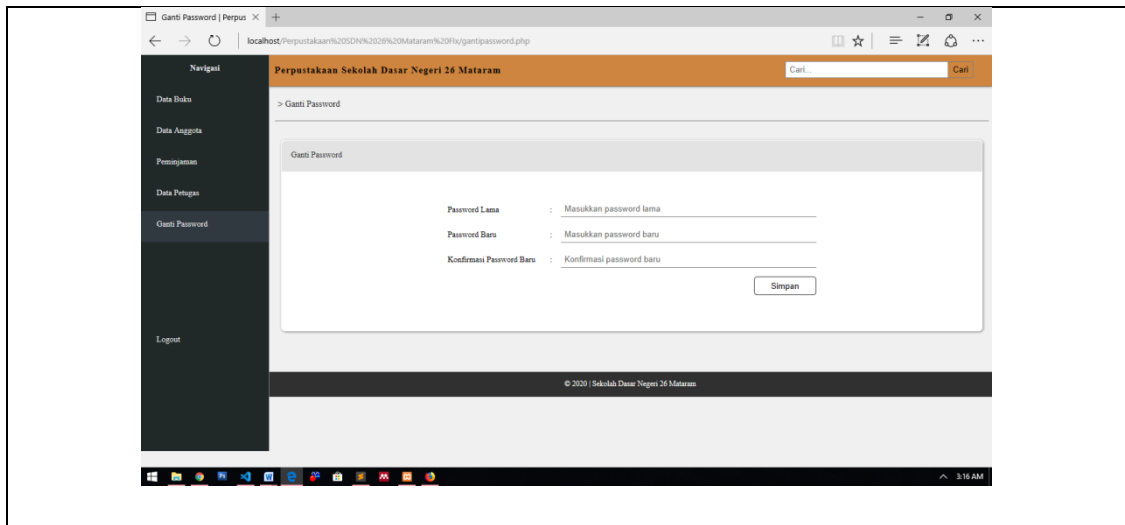 Ganti Password | Perpus
localhost/Perpustakaan%20SDN%2026%20Mataram%20Fix/gantipassword.php
Navigasi
Perpustakaan Sekolah Dasar Negeri 26 Mataram
Cari...
Cari
Data Buku
> Ganti Password
Data Anggota
Peminjaman
Data Petugas
Ganti Password
Logout
Ganti Password
Password Lama : Masukkan password lama
Password Baru : Masukkan password baru
Konfirmasi Password Baru : Konfirmasi password baru
Simpan
© 2020 | Sekolah Dasar Negeri 26 Mataram
3:16 AM